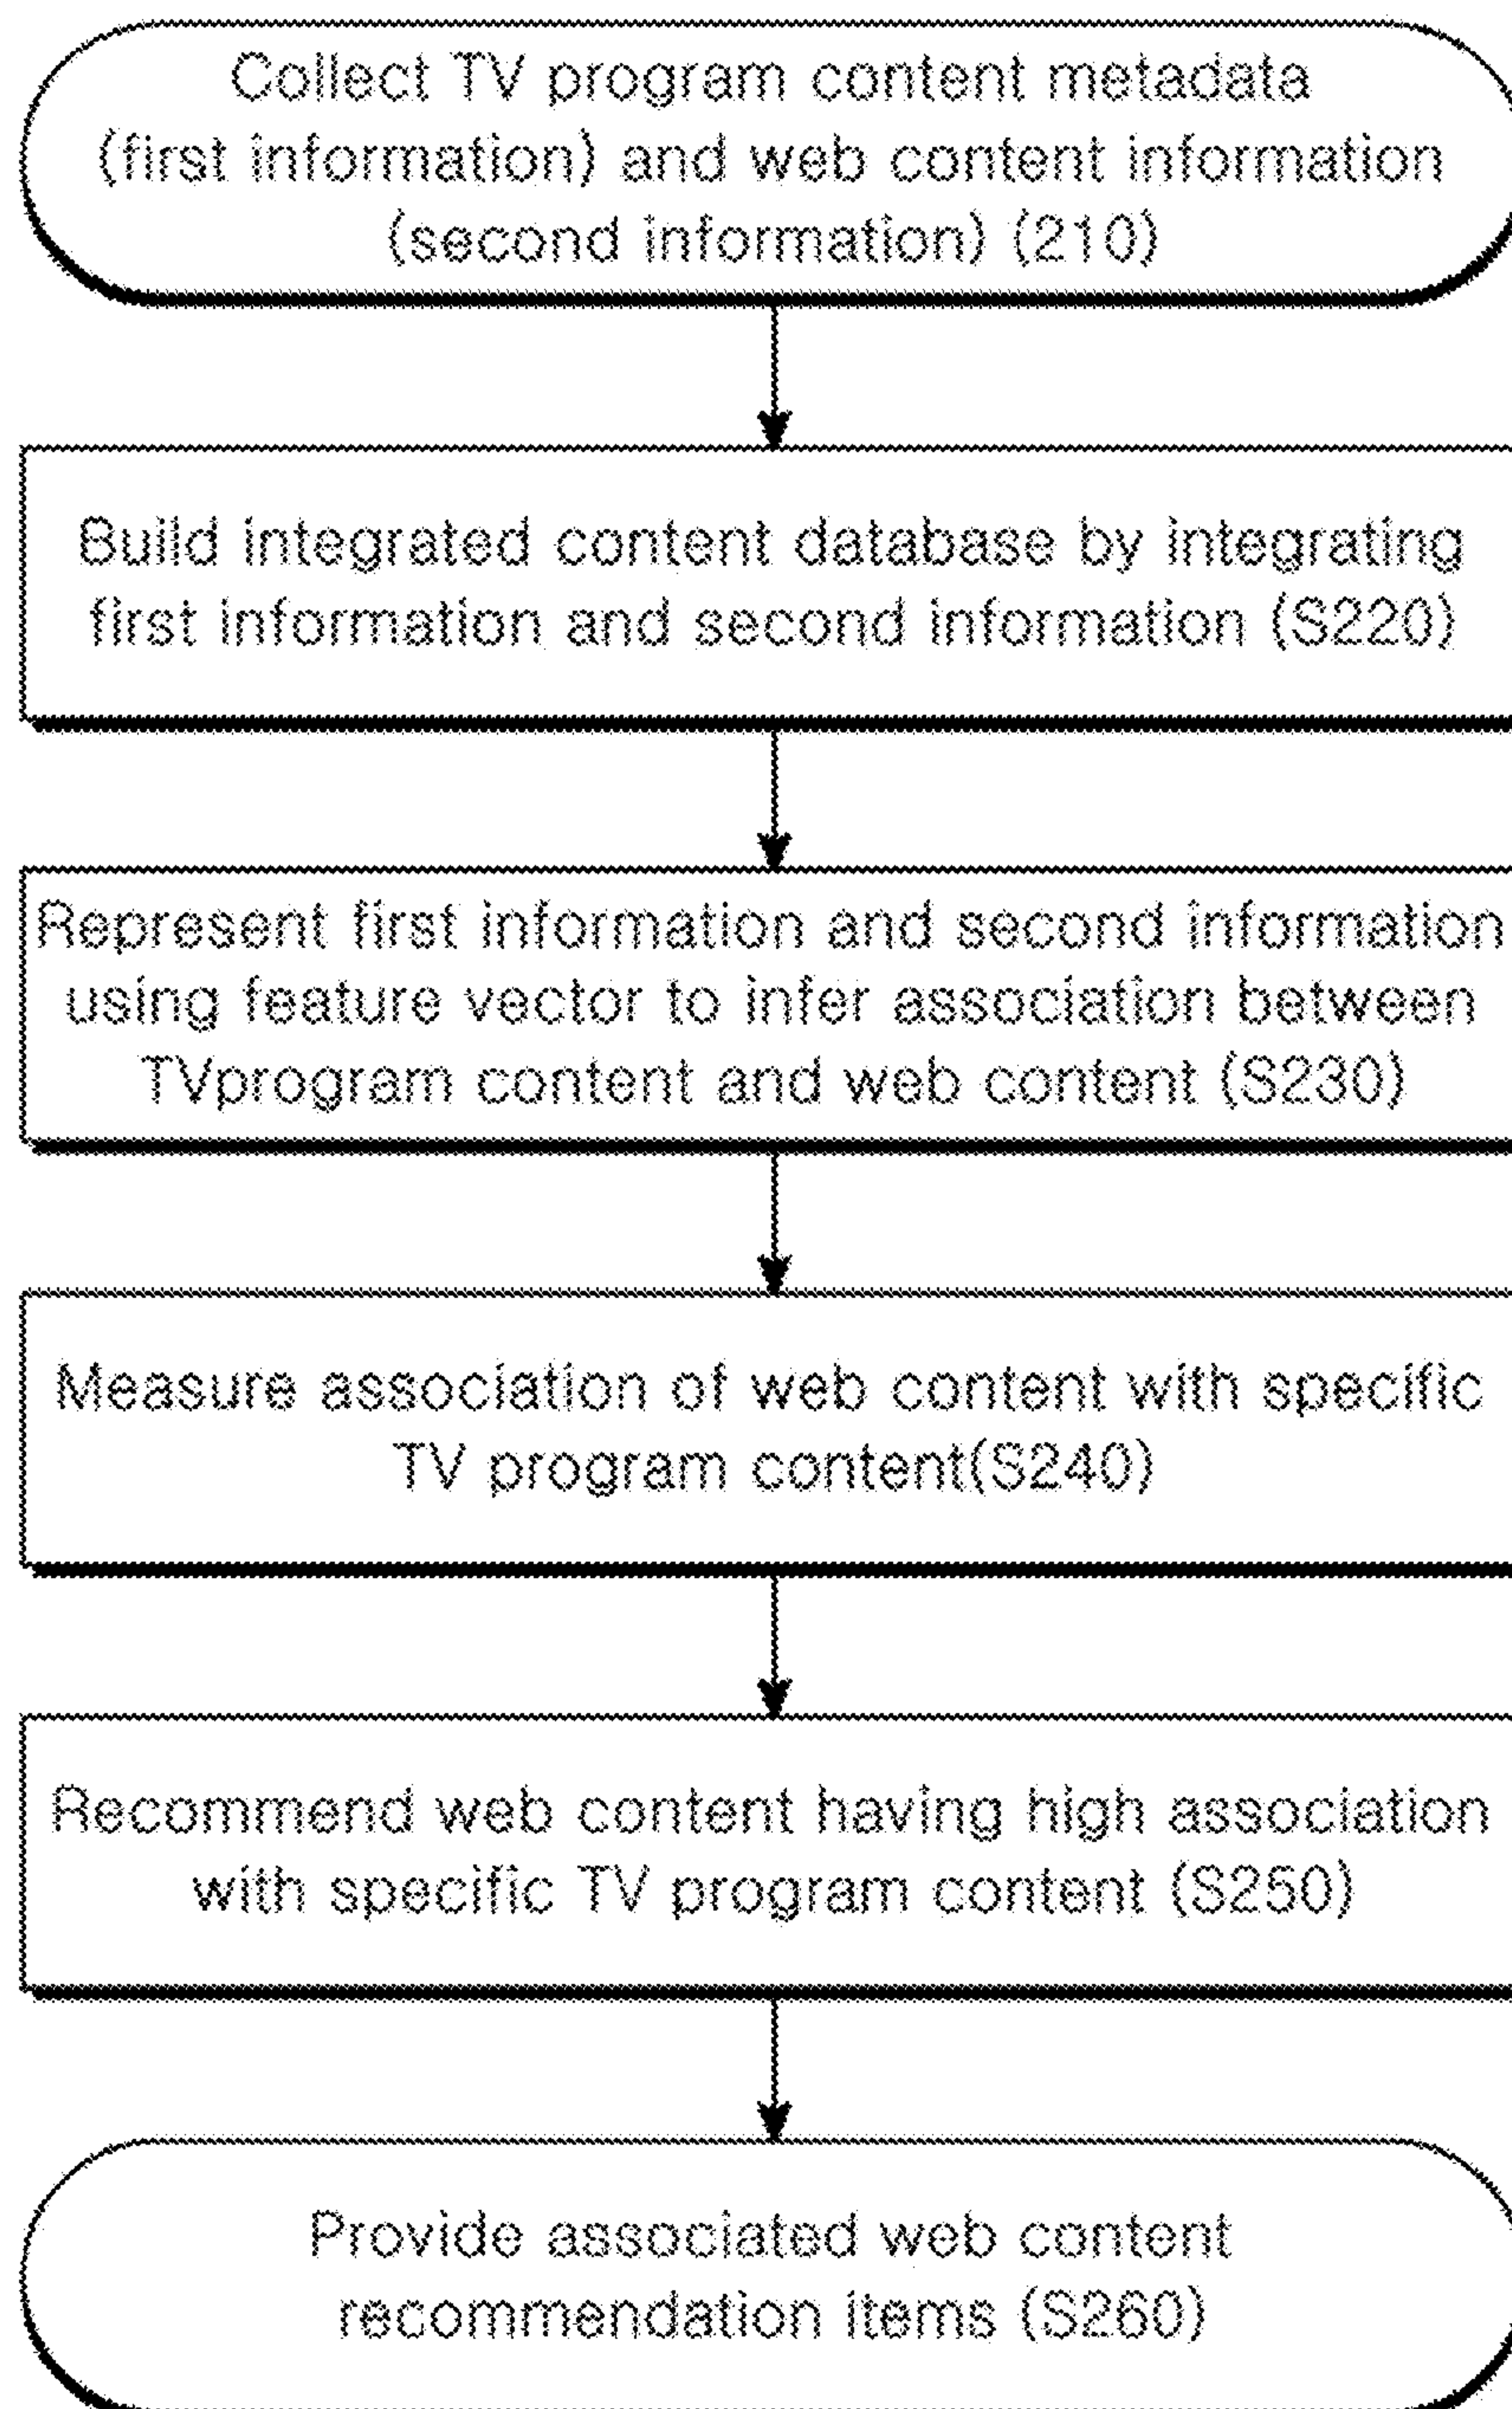 Collect TV program content metadata
(first information) and web content information
(second information) (210)
Build integrated content database by integrating
first information and second information (S220)
Represent first information and second information
using feature vector to infer association between
TVprogram content and web content (S230)
Measure association of web content with specific
TV program content(S240)
Recommend web content having high association
with specific TV program content (S250)
Provide associated web content
recommendation items (S260)